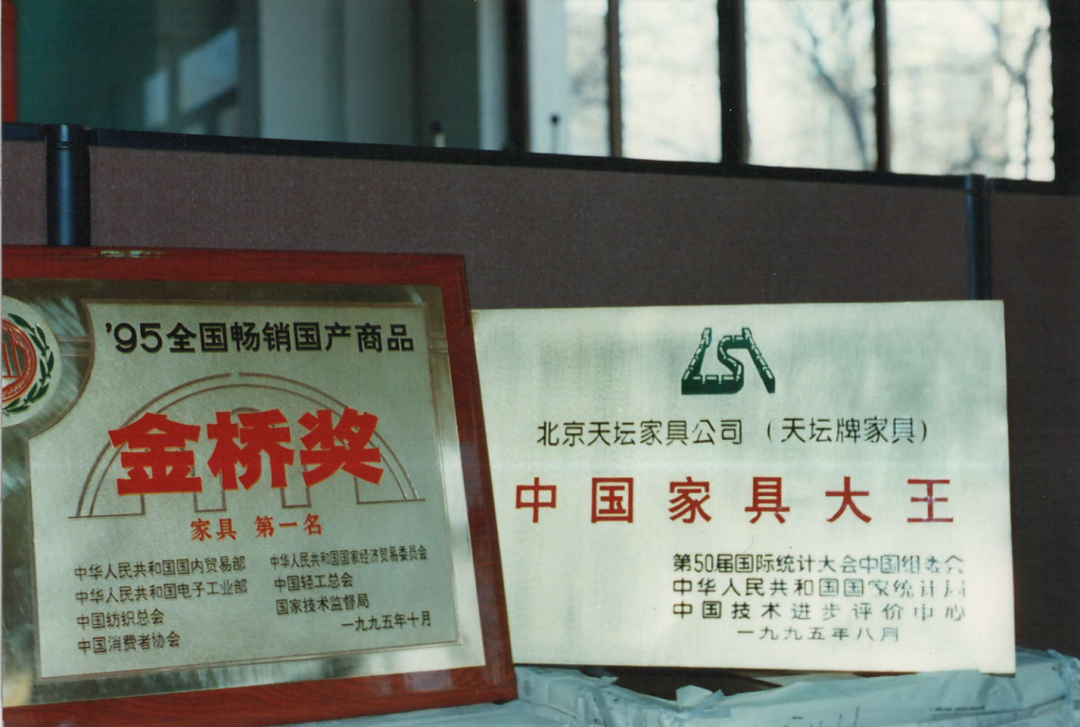 '95全国畅销国产商品
金桥奖
家具 第一名
中华人民共和国国内贸易部
中华人民共和国电子工业部
中国纺织总会
中国消费者协会
中华人民共和国国家经济贸易委员会
中国轻工总会
国家技术监督局
一九九五年十月
北京天坛家具公司（天坛牌家具）
中国家具大王
第50届国际统计大会中国组委会
中华人民共和国国家统计局
中国技术进步评价中心
一九九五年八月